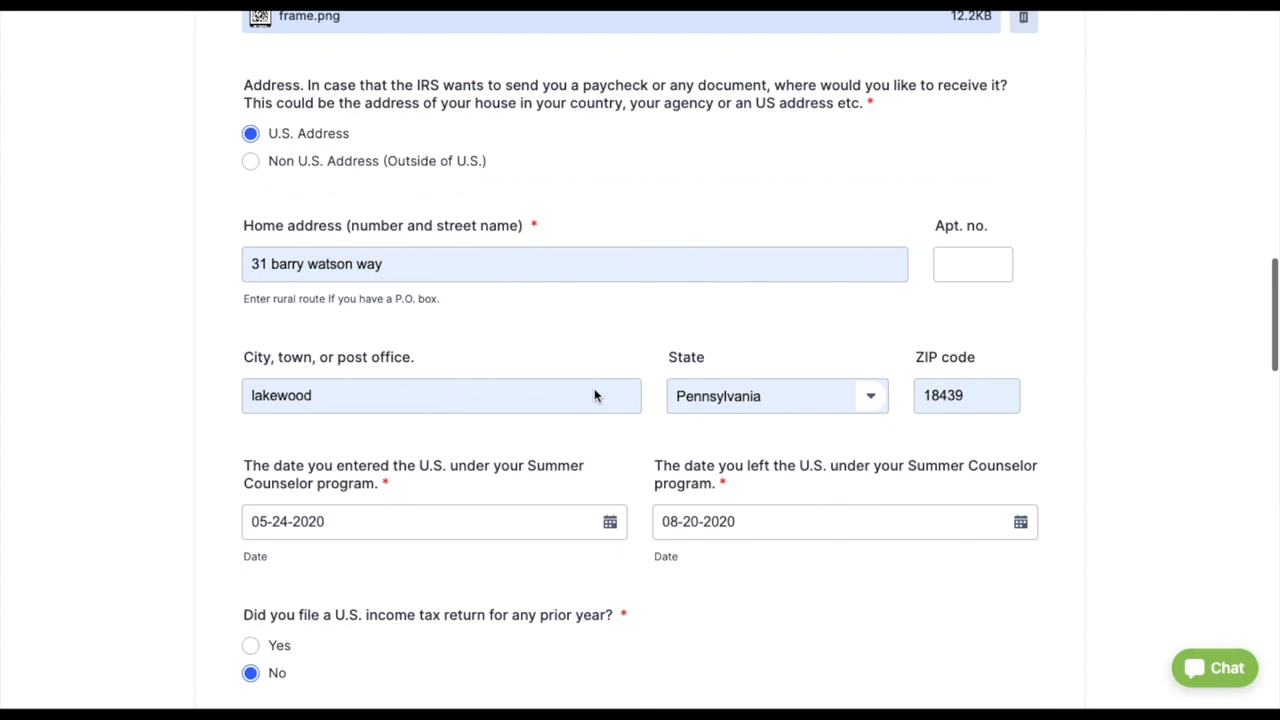 frame.png 12.2KB
Address. In case that the IRS wants to send you a paycheck or any document, where would you like to receive it?
This could be the address of your house in your country, your agency or an US address etc. *
U.S. Address
Non U.S. Address (Outside of U.S.)
Home address (number and street name) * Apt. no.
31 barry watson way
Enter rural route If you have a P.O. box.
City, town, or post office. State ZIP code
lakewood Pennsylvania 18439
The date you entered the U.S. under your Summer
Counselor program. *
The date you left the U.S. under your Summer Counselor
program. *
05-24-2020 08-20-2020
Date Date
Did you file a U.S. income tax return for any prior year? *
Yes
No
Chat